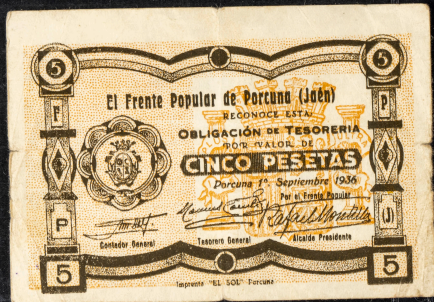 5 5
El Frente Popular de Porcuna (Jaén)
RECONOCE ESTA
OBLIGACIÓN DE TESORERÍA
POR VALOR DE
CINCO PESETAS
Porcuna 1º. Septiembre 1936
Por el Frente Popular
F P
P (J)
Contador General Tesorero General Alcalde Presidente
5 5
Imprenta "EL SOL" Porcuna